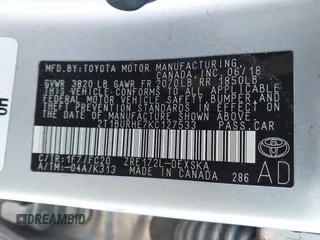 MFD.BY: TOYOTA MOTOR MANUFACTURING
CANADA, INC. 06/18
GVWR 3820 LB GAWR FR 2070LB RR 1850LB
THIS VEHICLE CONFORMS TO ALL APPLICABLE
FEDERAL MOTOR VEHICLE SAFETY, BUMPER, AND
THEFT PREVENTION STANDARDS IN EFFECT ON
THE DATE OF MANUFACTURE SHOWN ABOVE.
2T1BURHE7KC127533 PASS.CAR
C/TR:1F7/FC20 ZRE172L-DEXSKA
A/TM:-04A/K313 MADE IN CANADA 286
AD
DREAMBID